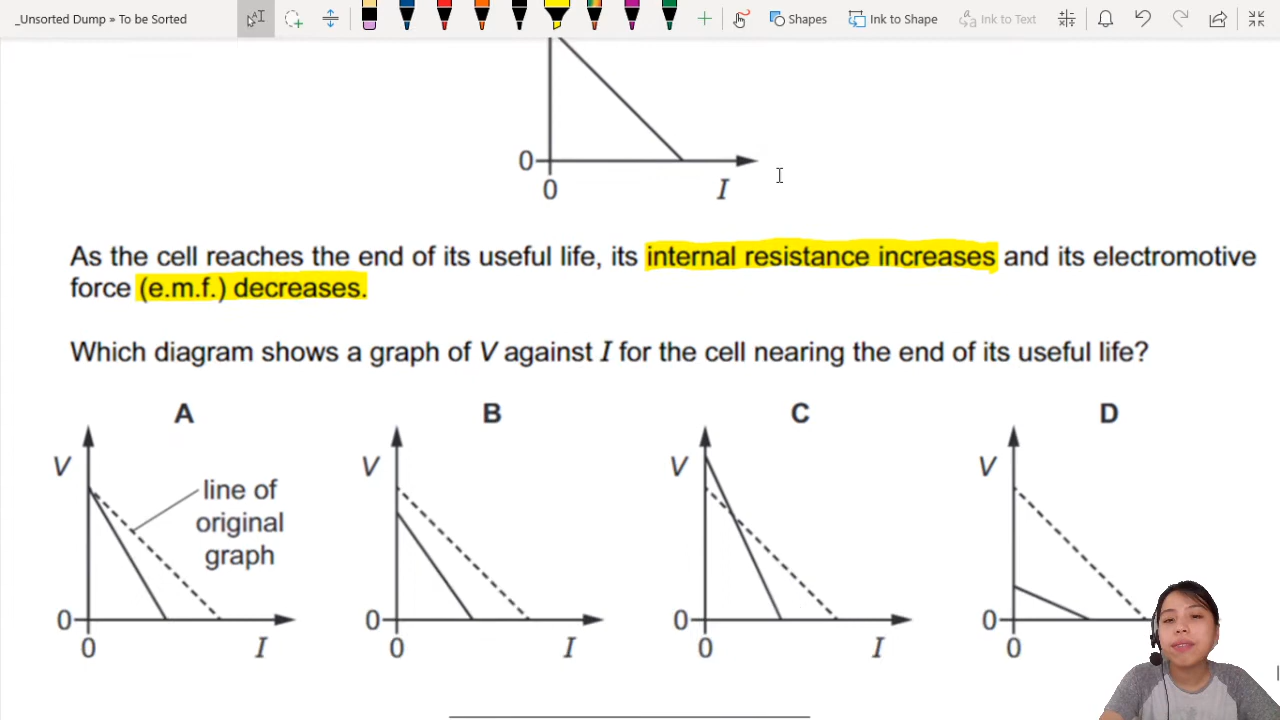 _Unsorted Dump » To be Sorted
Shapes
Ink to Shape
Ink to Text
0
0
I
As the cell reaches the end of its useful life, its internal resistance increases and its electromotive
force (e.m.f.) decreases.
Which diagram shows a graph of V against I for the cell nearing the end of its useful life?
A
B
C
D
V
line of
original
graph
0
0
I
V
0
0
I
V
0
0
I
V
0
0